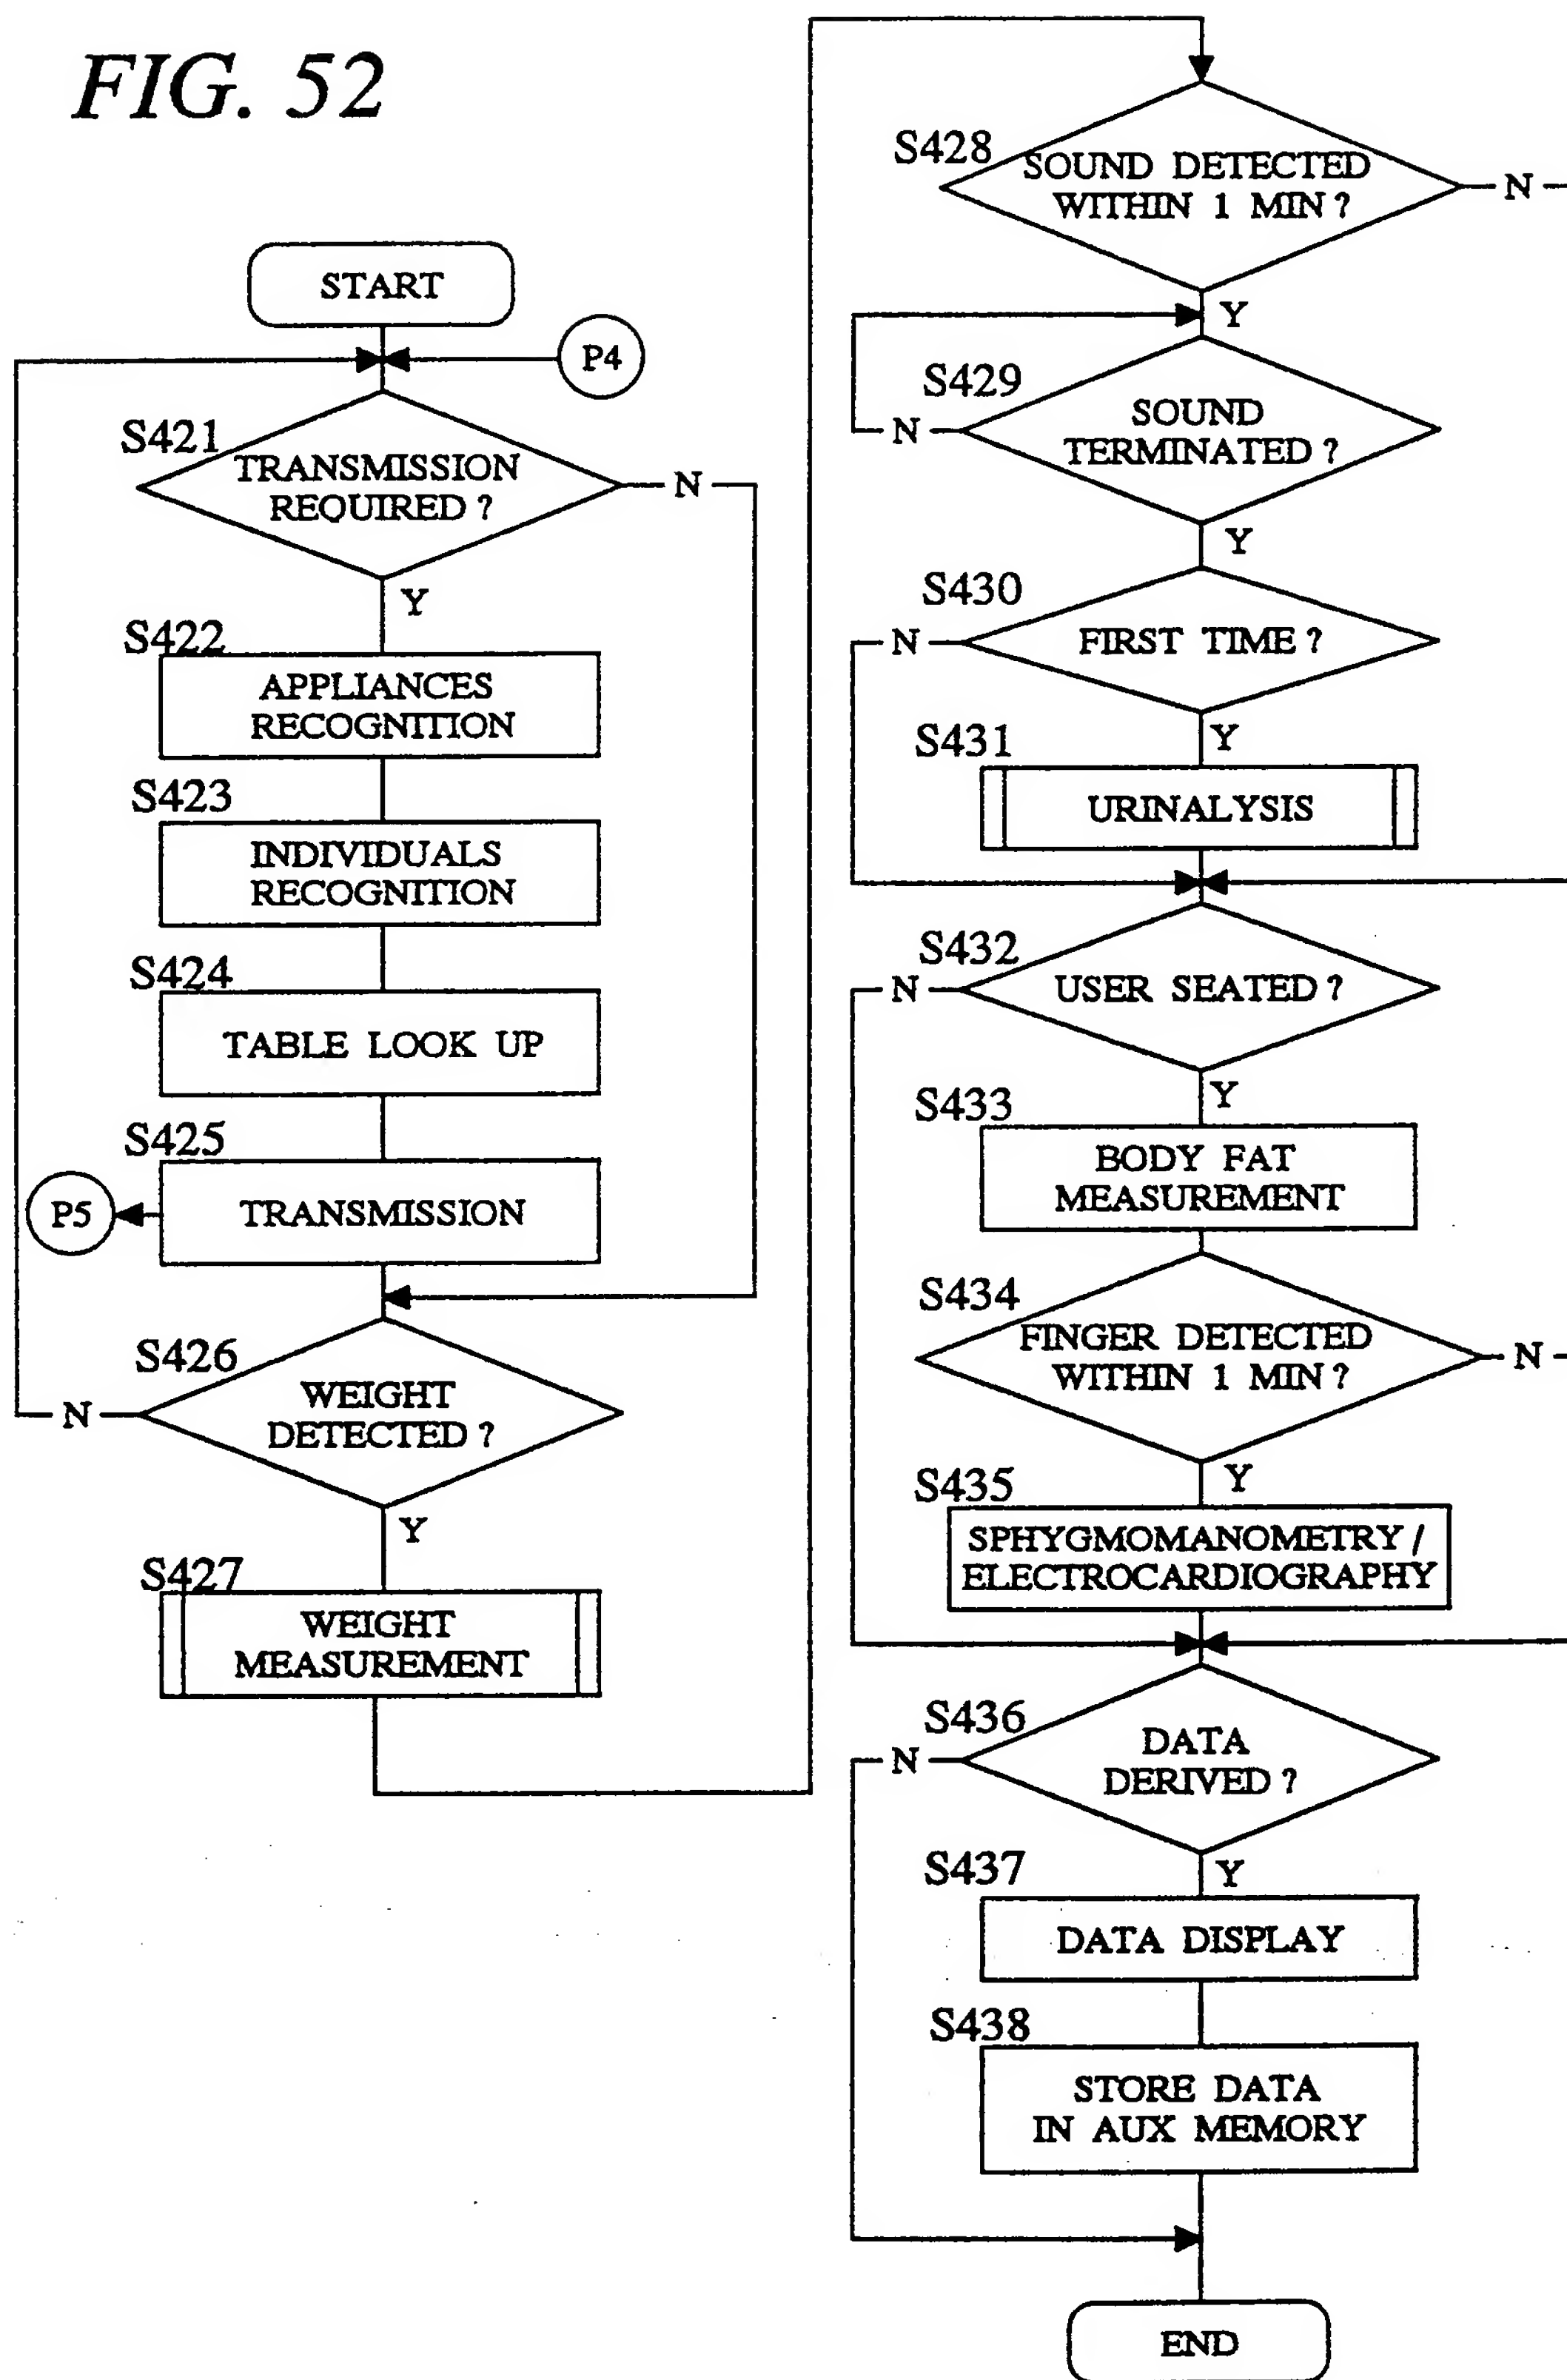 FIG. 52
START
P4
S421
TRANSMISSION
REQUIRED ?
N
Y
S422
APPLIANCES
RECOGNITION
S423
INDIVIDUALS
RECOGNITION
S424
TABLE LOOK UP
S425
P5
TRANSMISSION
S426
WEIGHT
DETECTED ?
N
Y
S427
WEIGHT
MEASUREMENT
S428
SOUND DETECTED
WITHIN 1 MIN ?
N
Y
S429
SOUND
TERMINATED ?
N
Y
S430
FIRST TIME ?
N
Y
S431
URINALYSIS
S432
USER SEATED ?
N
Y
S433
BODY FAT
MEASUREMENT
S434
FINGER DETECTED
WITHIN 1 MIN ?
N
Y
S435
SPHYGMOMANOMETRY /
ELECTROCARDIOGRAPHY
S436
DATA
DERIVED ?
N
Y
S437
DATA DISPLAY
S438
STORE DATA
IN AUX MEMORY
END